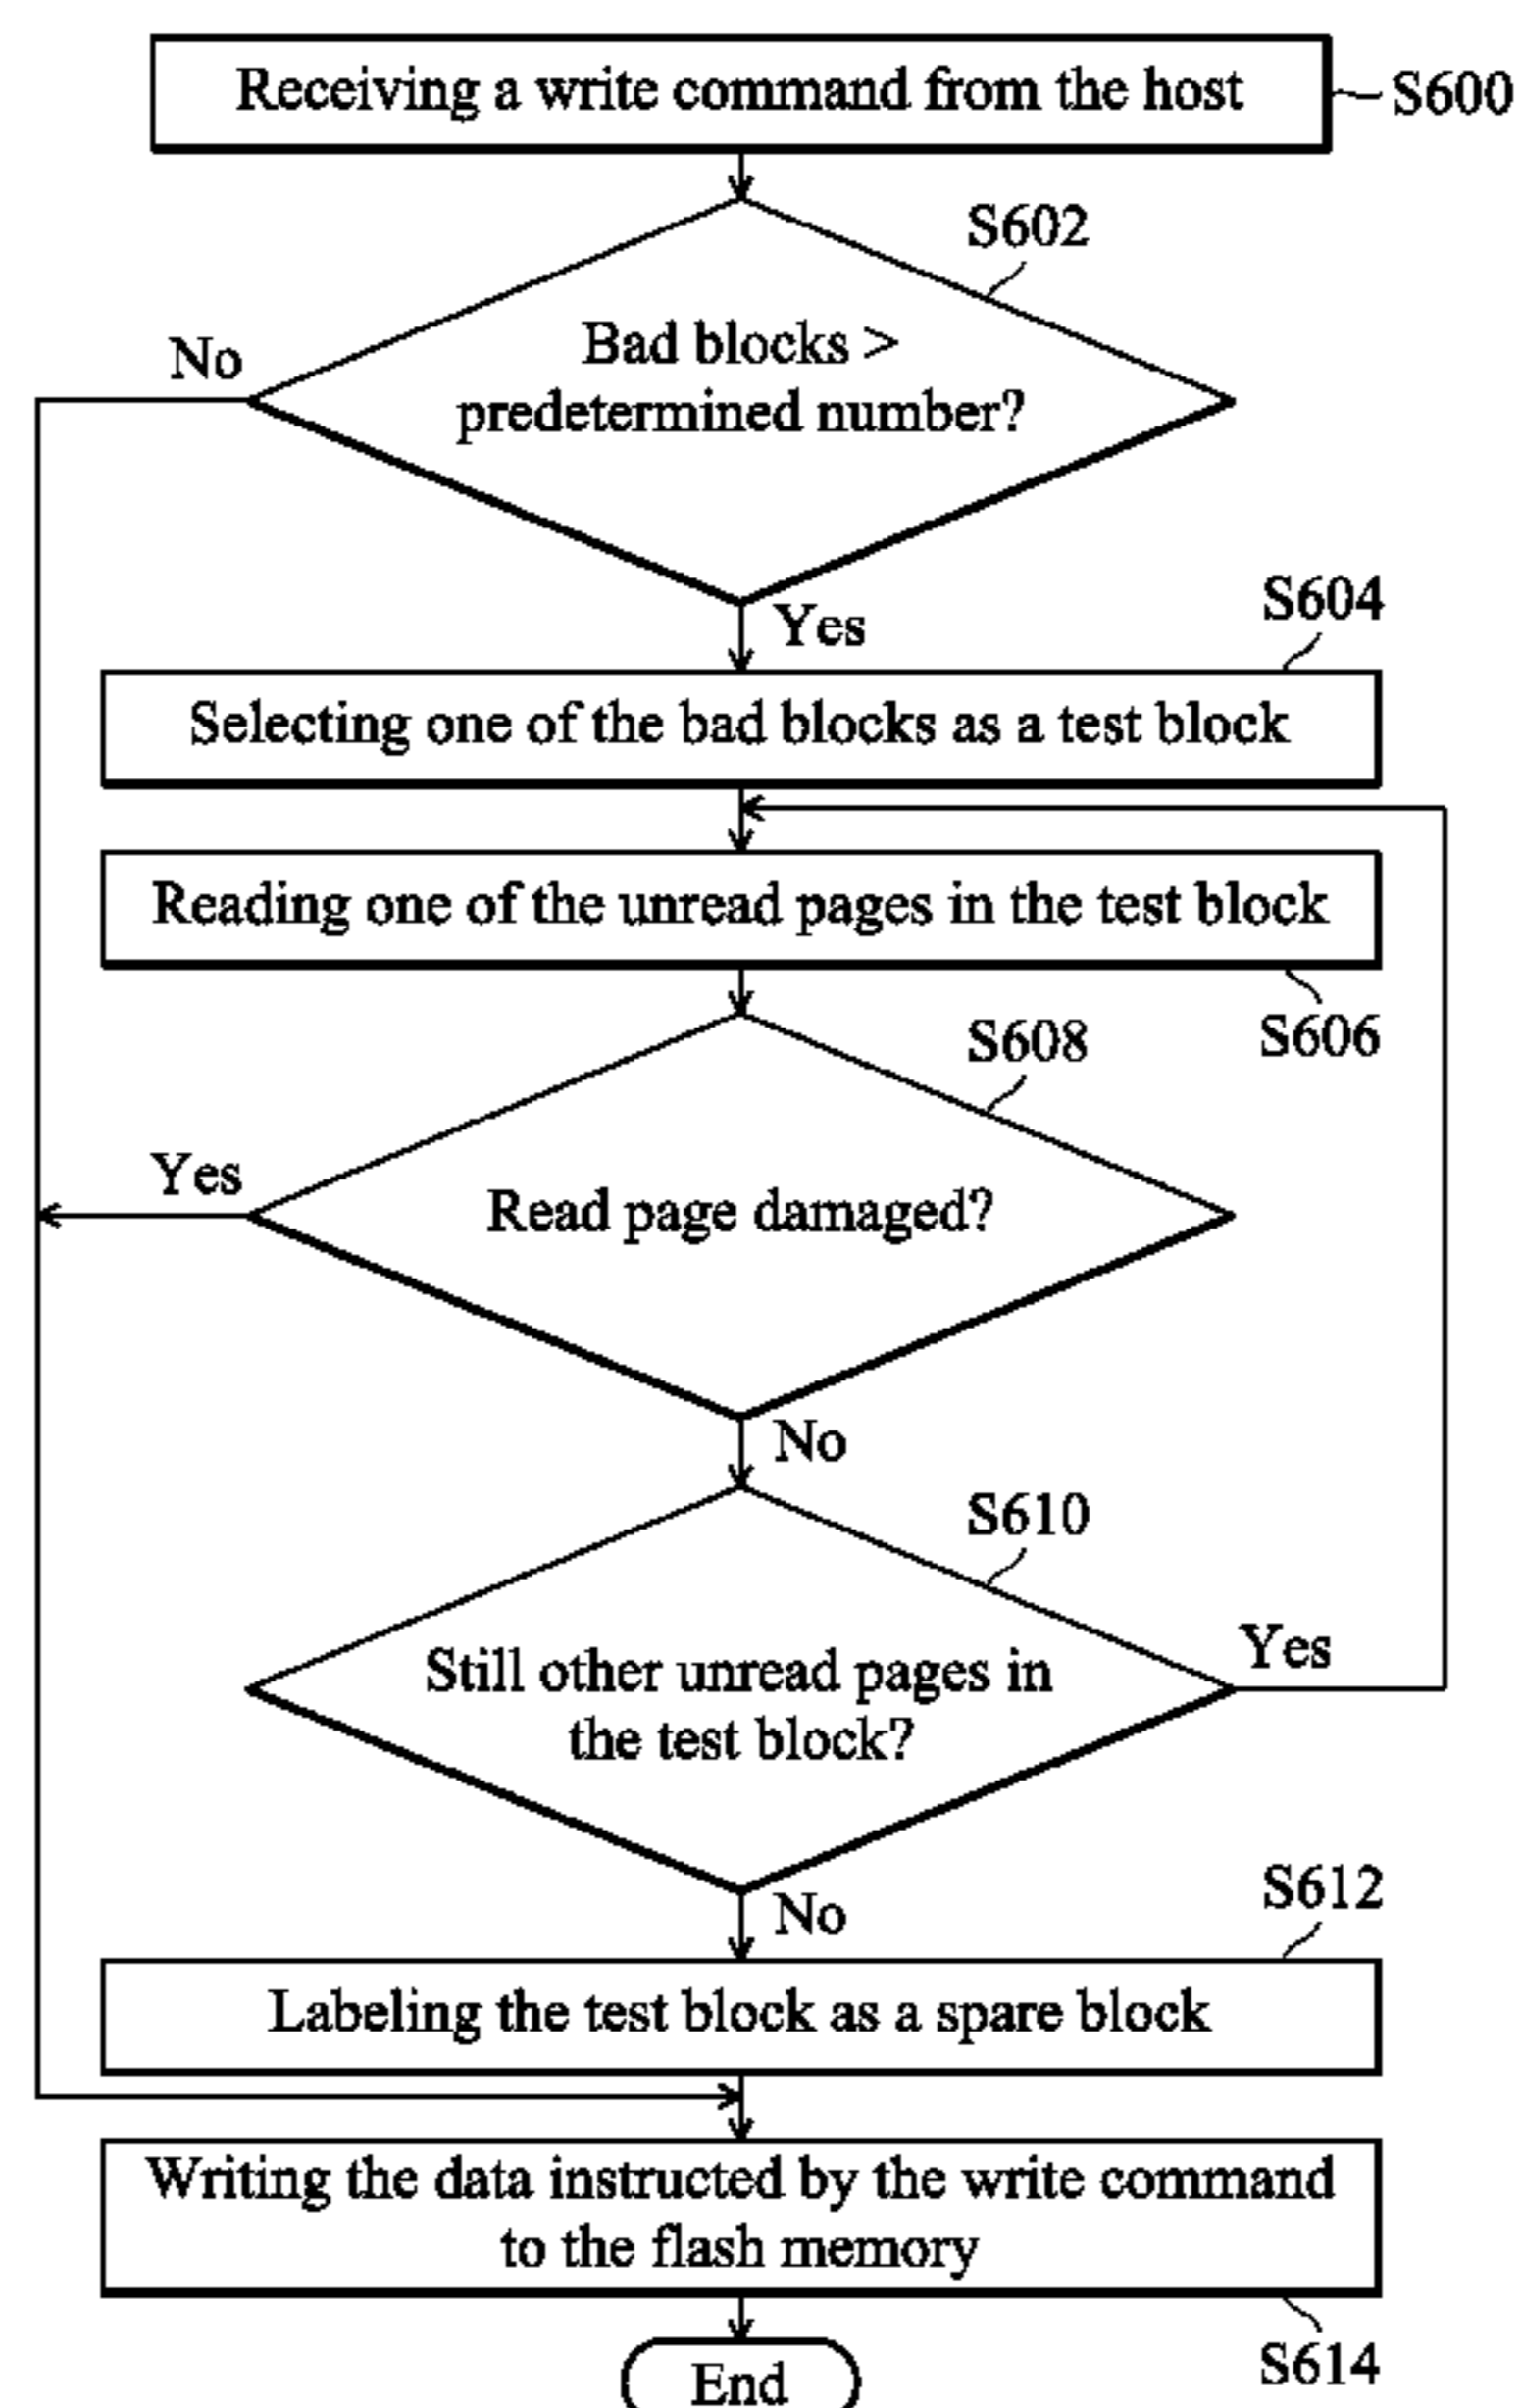 Receiving a write command from the host
S600
S602
Bad blocks >
predetermined number?
No
Yes
S604
Selecting one of the bad blocks as a test block
Reading one of the unread pages in the test block
S606
S608
Read page damaged?
Yes
No
S610
Still other unread pages in
the test block?
Yes
No
S612
Labeling the test block as a spare block
Writing the data instructed by the write command
to the flash memory
S614
End